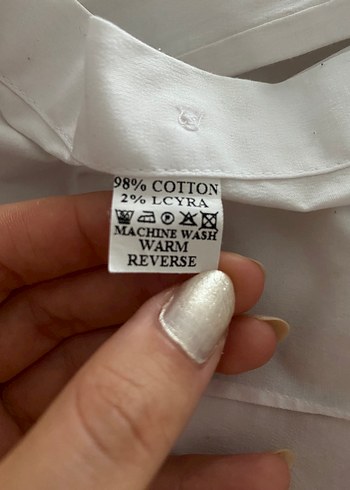 98% COTTON
2% LCYRA
MACHINE WASH
WARM
REVERSE